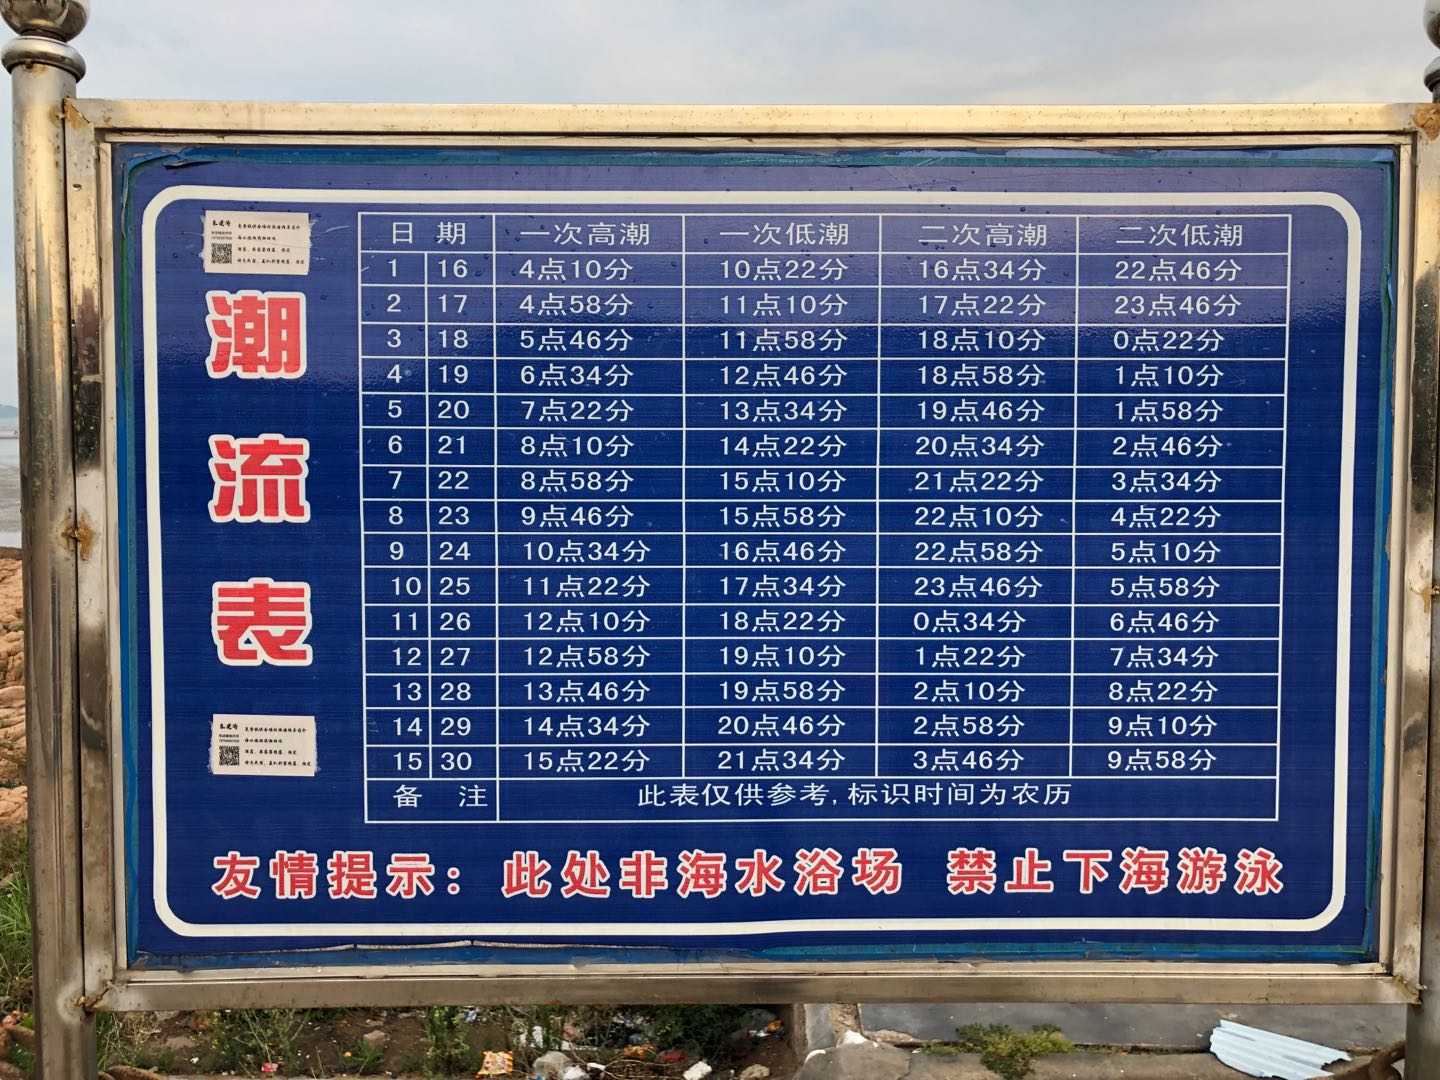 潮流表
日 期 一次高潮 一次低潮 二次高潮 二次低潮
1 16 4点10分 10点22分 16点34分 22点46分
2 17 4点58分 11点10分 17点22分 23点46分
3 18 5点46分 11点58分 18点10分 0点22分
4 19 6点34分 12点46分 18点58分 1点10分
5 20 7点22分 13点34分 19点46分 1点58分
6 21 8点10分 14点22分 20点34分 2点46分
7 22 8点58分 15点10分 21点22分 3点34分
8 23 9点46分 15点58分 22点10分 4点22分
9 24 10点34分 16点46分 22点58分 5点10分
10 25 11点22分 17点34分 23点46分 5点58分
11 26 12点10分 18点22分 0点34分 6点46分
12 27 12点58分 19点10分 1点22分 7点34分
13 28 13点46分 19点58分 2点10分 8点22分
14 29 14点34分 20点46分 2点58分 9点10分
15 30 15点22分 21点34分 3点46分 9点58分
备 注 此表仅供参考,标识时间为农历
友情提示：此处非海水浴场 禁止下海游泳